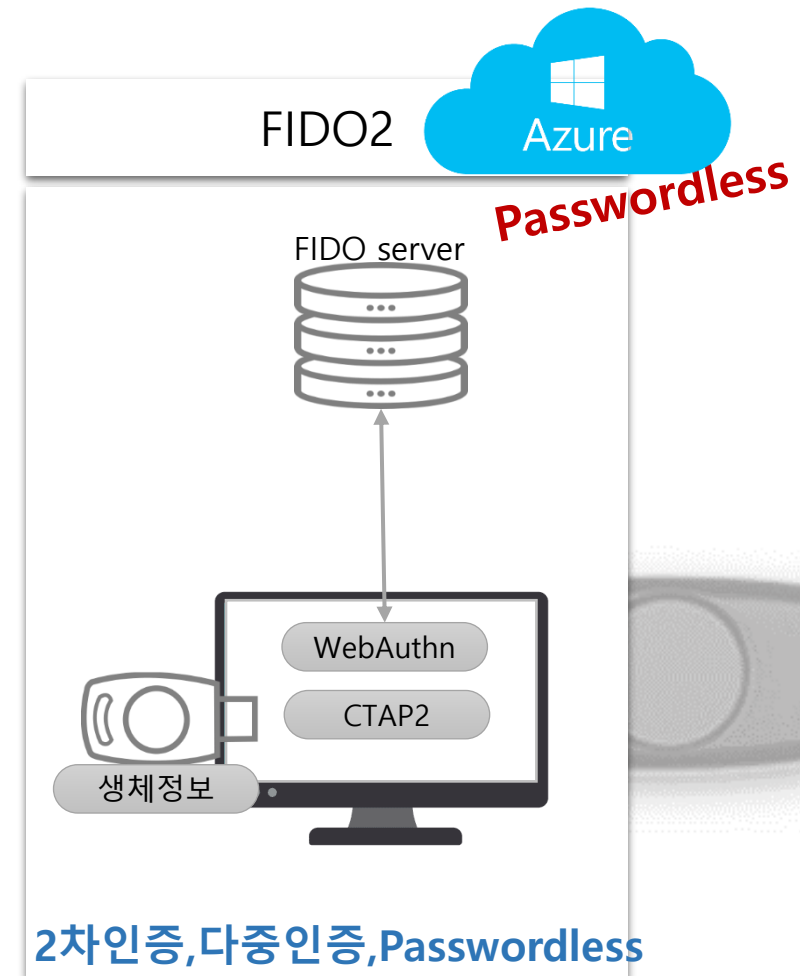 FIDO2
Azure
Passwordless
FIDO server
WebAuthn
CTAP2
생체정보
2차인증,다중인증,Passwordless